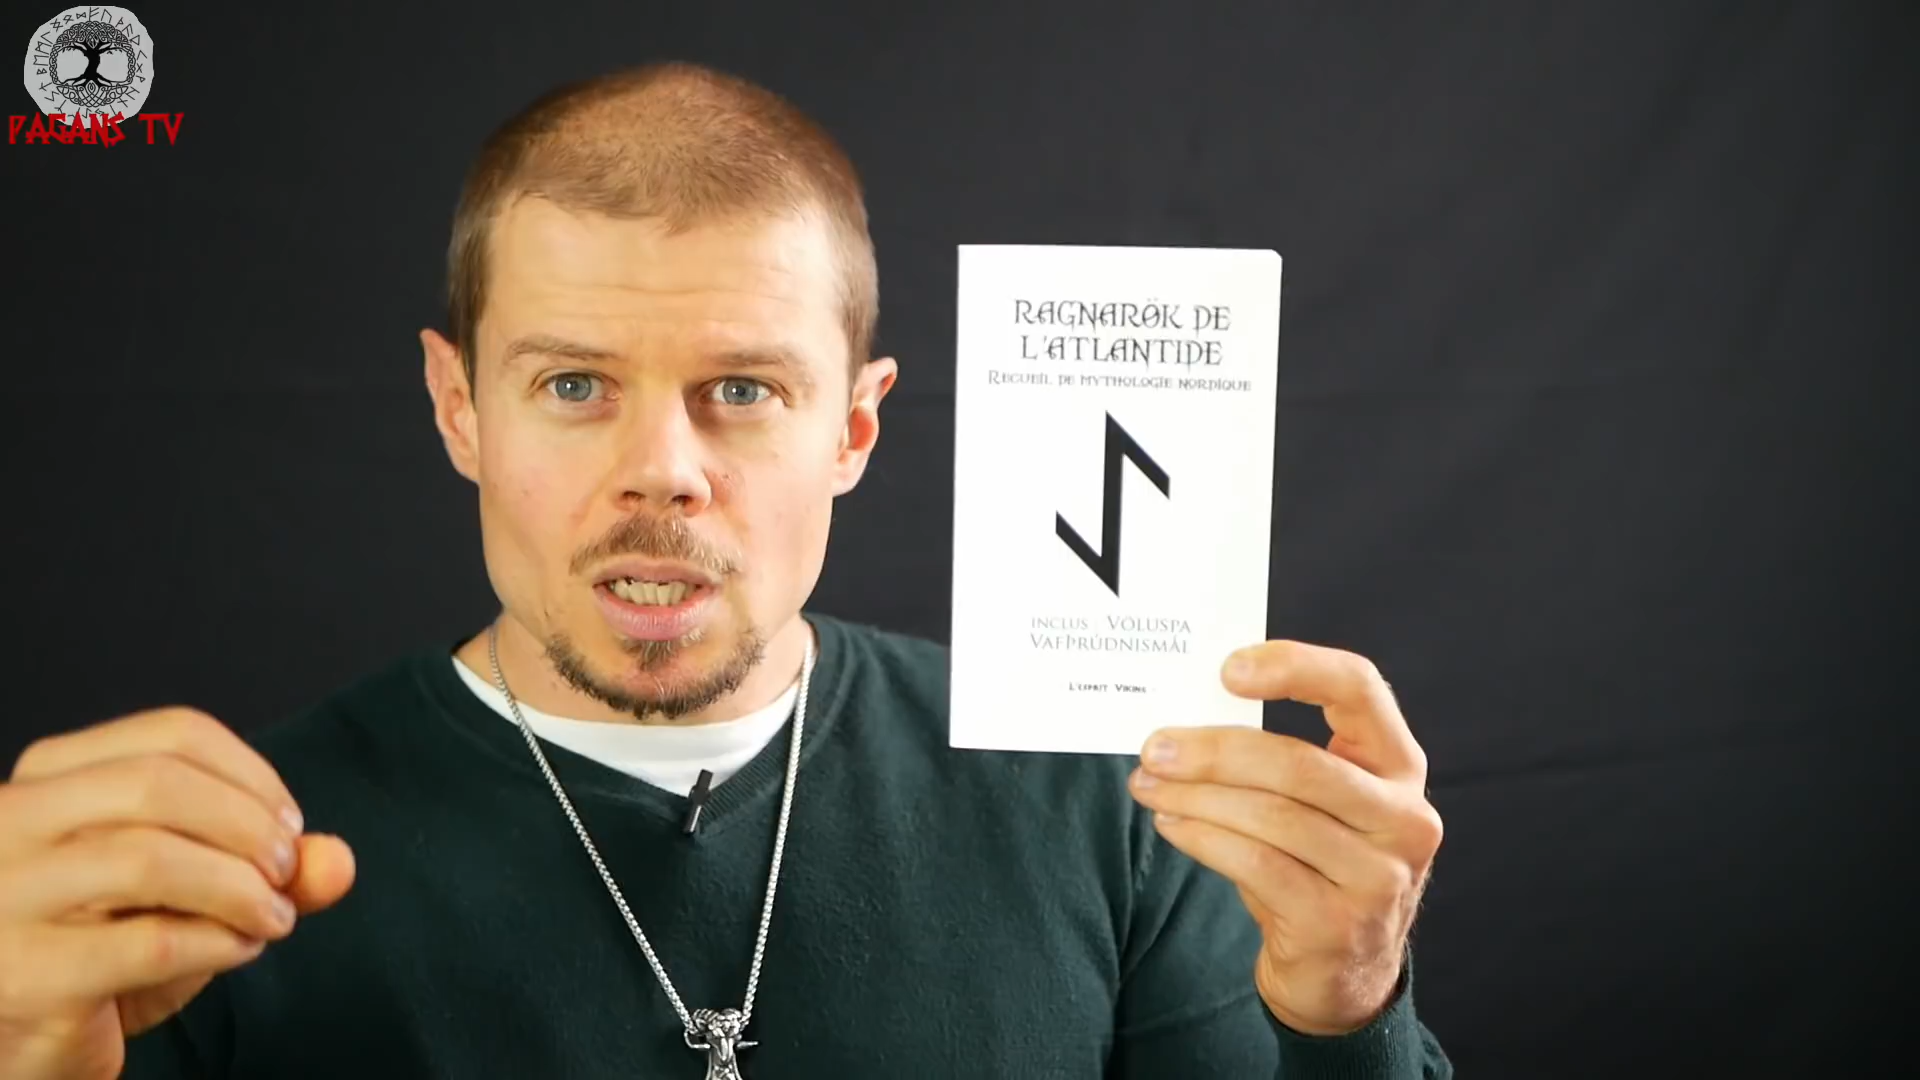 PAGANS TV
RAGNARÖK DE
L'ATLANTIDE
RECUEIL DE MYTHOLOGIE NORDIQUE
INCLUS : VÖLUSPA
VAFÞRÚDNISMÁL
L'ESPRIT VIKING